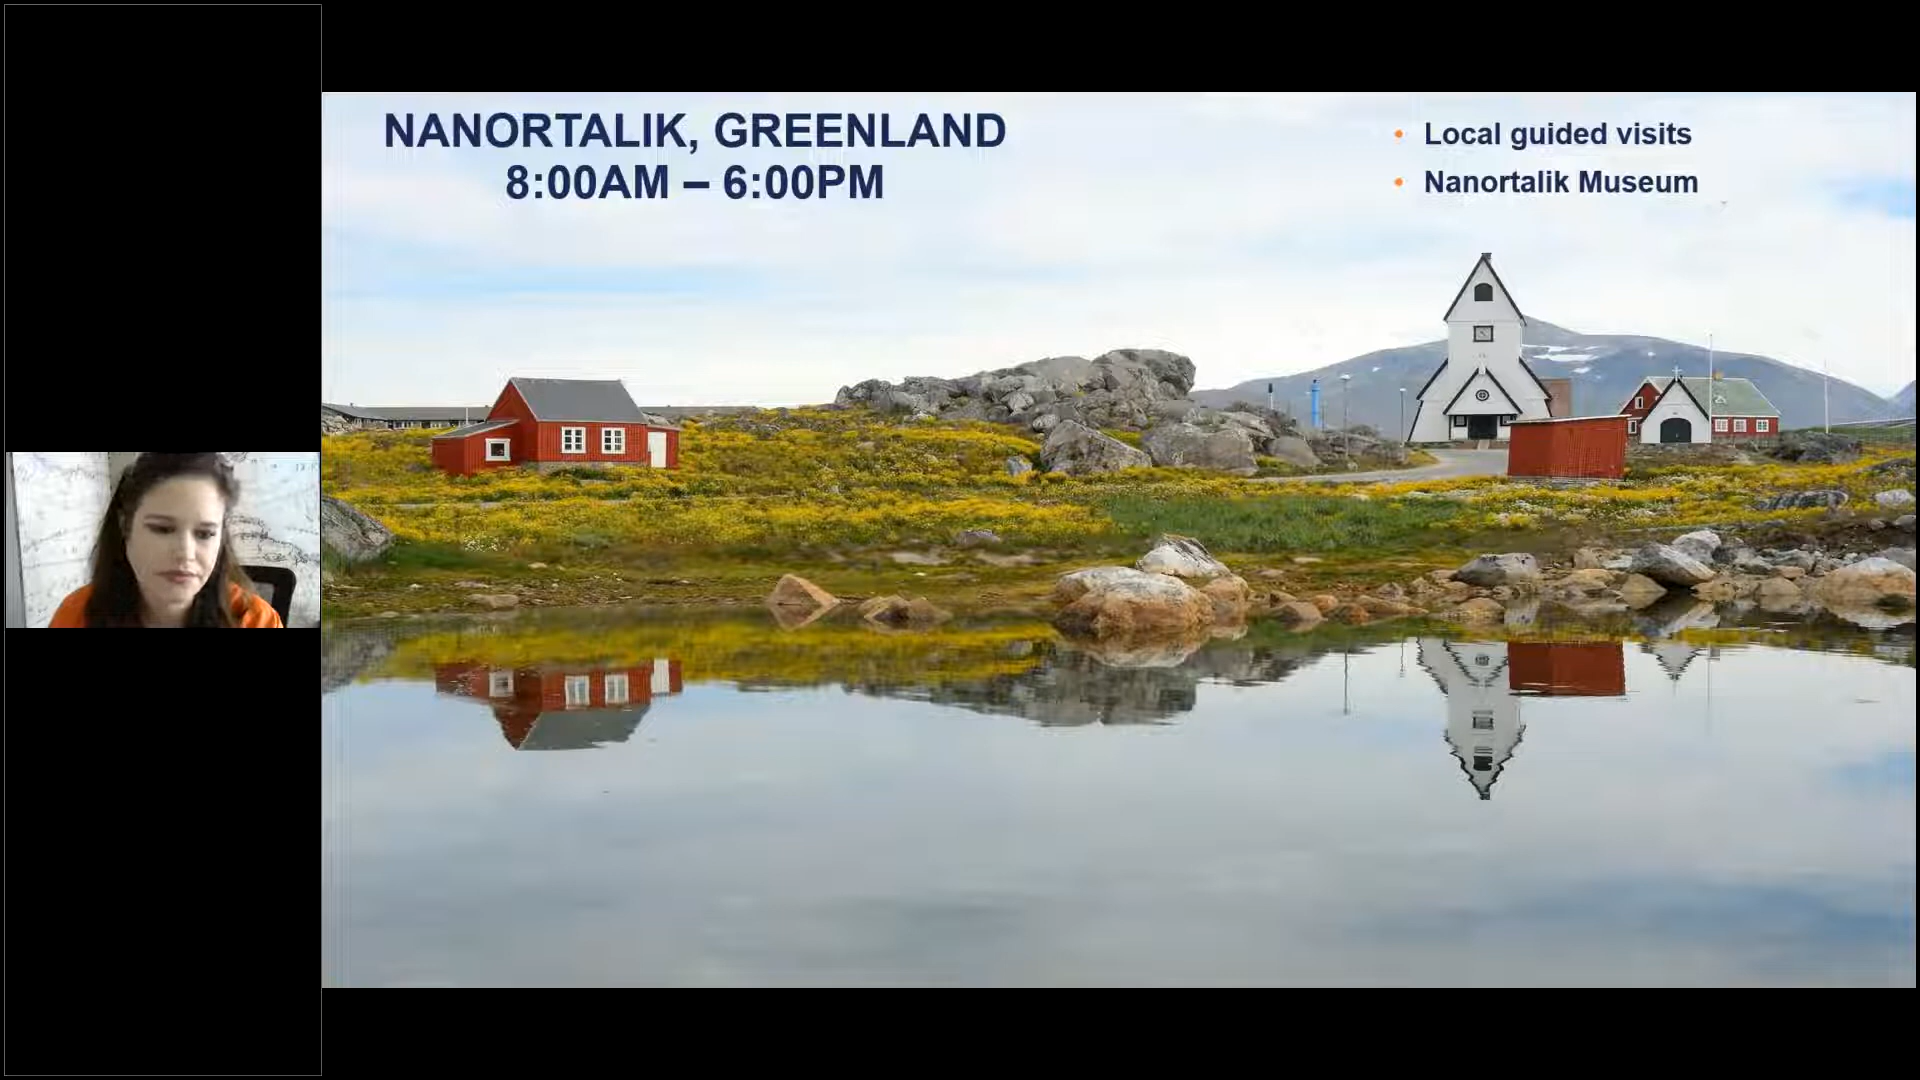 NANORTALIK, GREENLAND
8:00AM – 6:00PM
• Local guided visits
• Nanortalik Museum